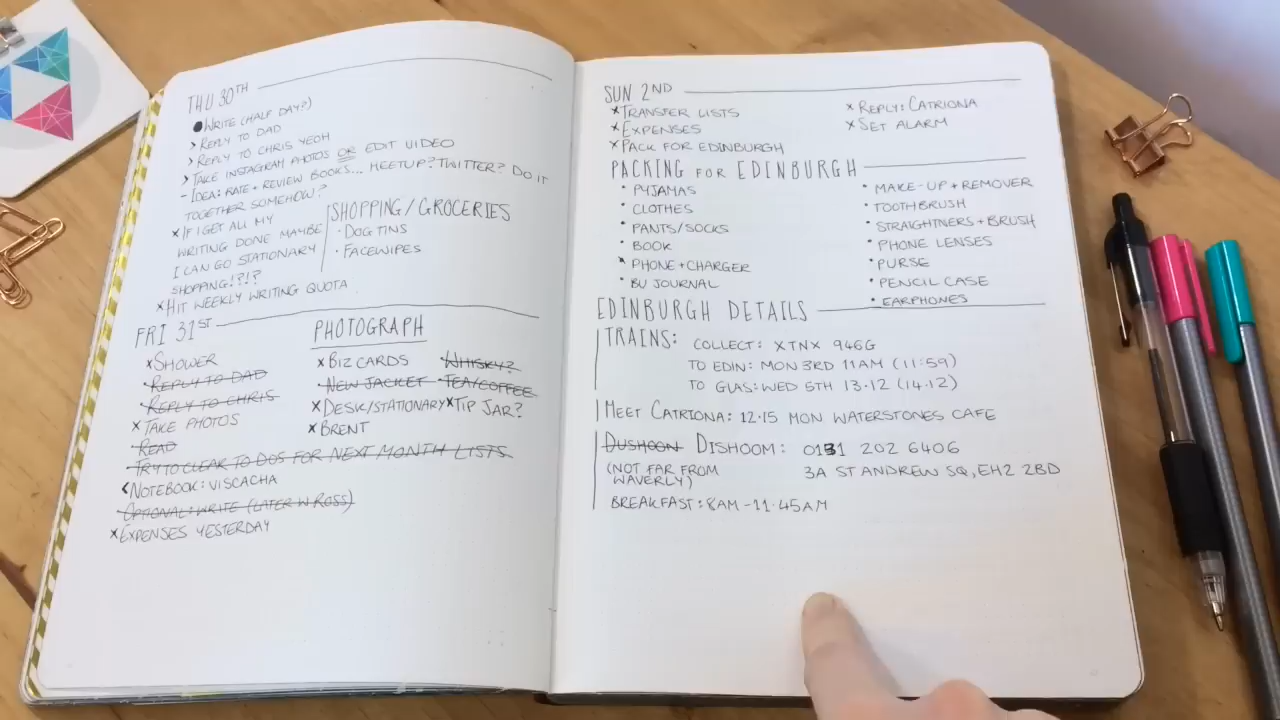 THU 30TH
WRITE (HALF DAY?)
> REPLY TO DAD
> REPLY TO CHRIS YEOH
> TAKE INSTAGRAM PHOTOS OR EDIT VIDEO
- IDEA: RATE + REVIEW BOOKS... MEETUP? TWITTER? DO IT
TOGETHER SOMEHOW?
× IF I GET ALL MY
WRITING DONE MAYBE
I CAN GO STATIONARY
SHOPPING!?!?
× HIT WEEKLY WRITING QUOTA
SHOPPING/GROCERIES
· DOG TINS
· FACEWIPES
FRI 31ST
× SHOWER
REPLY TO DAD
REPLY TO CHRIS
× TAKE PHOTOS
READ
TRY TO CLEAR TO DOS FOR NEXT MONTH LISTS
< NOTEBOOK: VISCACHA
OPTIONAL: WRITE (LATER W ROSS)
× EXPENSES YESTERDAY
PHOTOGRAPH
× BIZ CARDS
NEW JACKET
× DESK/STATIONARY
× BRENT
WHISKY?
TEA/COFFEE
× TIP JAR?
SUN 2ND
× TRANSFER LISTS
× EXPENSES
× PACK FOR EDINBURGH
× REPLY: CATRIONA
× SET ALARM
PACKING FOR EDINBURGH
· PYJAMAS
· CLOTHES
· PANTS/SOCKS
· BOOK
· PHONE + CHARGER
· BU JOURNAL
· MAKE-UP + REMOVER
· TOOTHBRUSH
· STRAIGHTNERS + BRUSH
· PHONE LENSES
· PURSE
· PENCIL CASE
· EARPHONES
EDINBURGH DETAILS
TRAINS: COLLECT: XTNX 946G
TO EDIN: MON 3RD 11AM (11:59)
TO GLAS: WED 5TH 13.12 (14.12)
MEET CATRIONA: 12.15 MON WATERSTONES CAFE
DUSHOON DISHOOM: 0131 202 6406
(NOT FAR FROM 3A ST ANDREW SQ, EH2 2BD
WAVERLY)
BREAKFAST: 8AM - 11.45AM